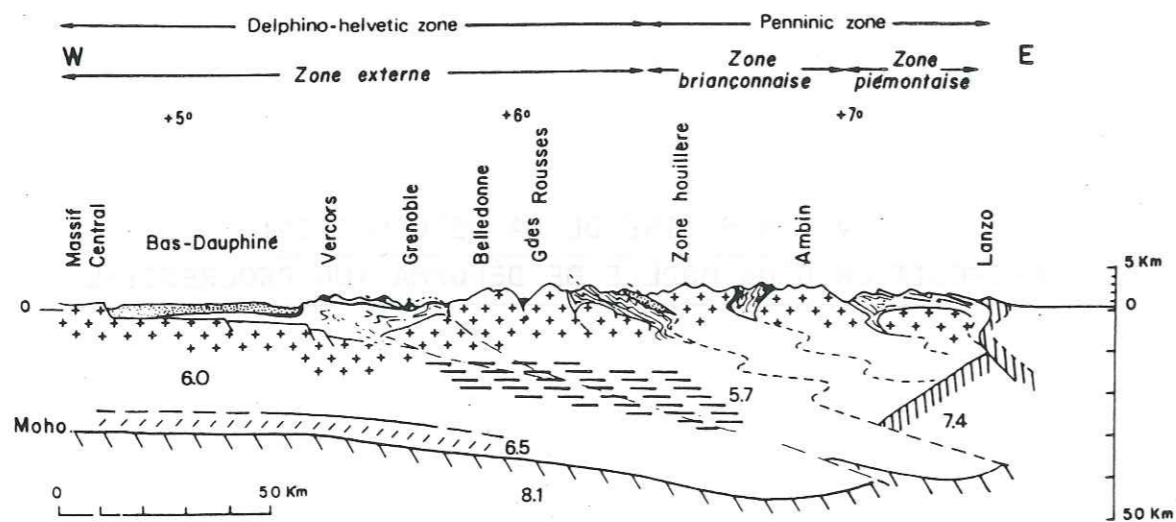 Delphino-helvetic zone
Penninic zone
W
E
Zone externe
Zone
briançonnaise
Zone
piémontaise
+5°
+6°
+7°
Massif
Central
Bas-Dauphiné
Vercors
Grenoble
Belledonne
Gdes Rousses
Zone houillere
Ambin
Lanzo
5 Km
0
0
6.0
5.7
7.4
Moho
6.5
8.1
0
50 Km
50 Km